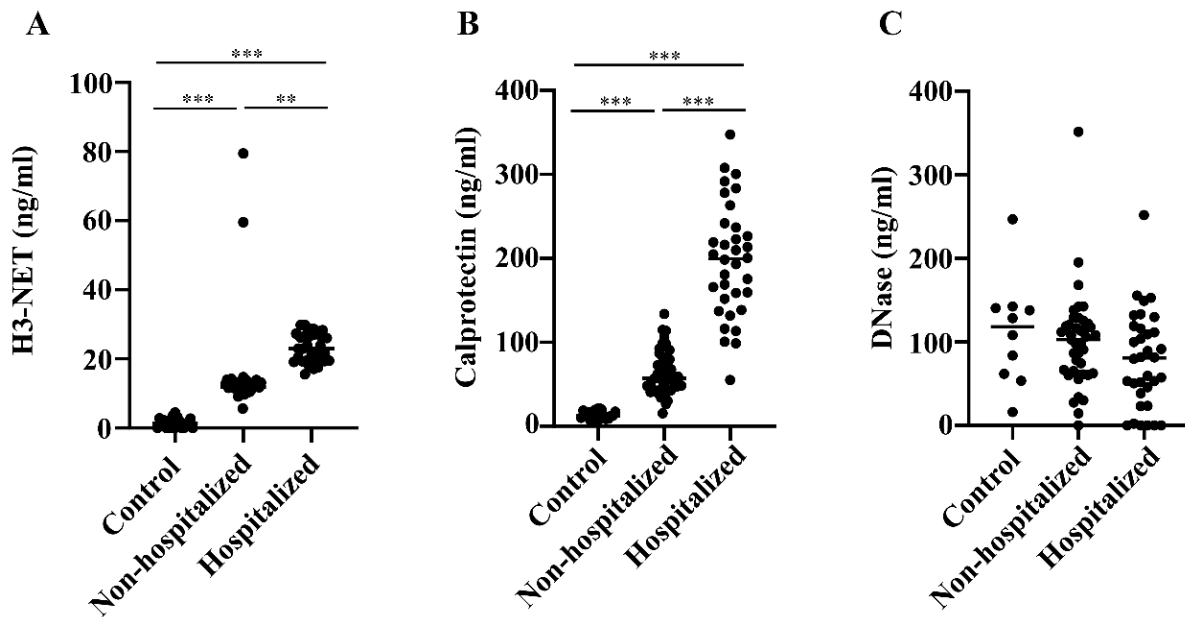 A
***
***
**
H3-NET (ng/ml)
100
80
60
40
20
0
Control
Non-hospitalized
Hospitalized
B
***
***
***
Calprotectin (ng/ml)
400
300
200
100
0
Control
Non-hospitalized
Hospitalized
C
DNase (ng/ml)
400
300
200
100
0
Control
Non-hospitalized
Hospitalized